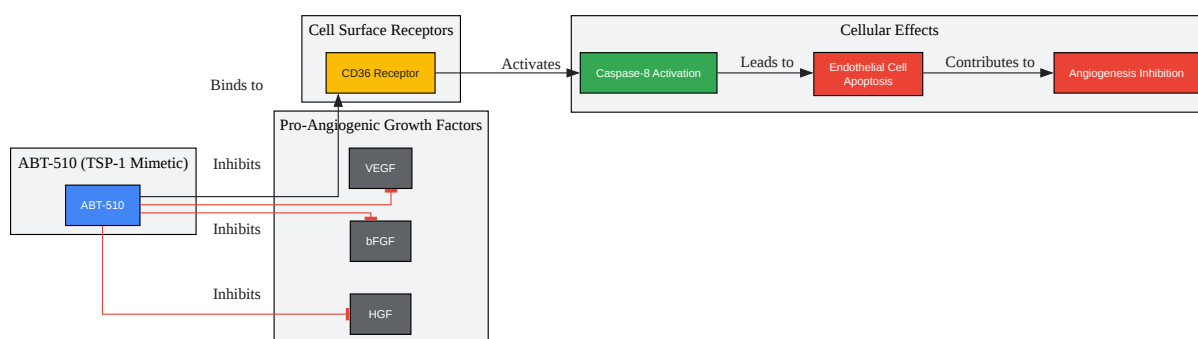 Cell Surface Receptors
CD36 Receptor
Cellular Effects
Activates
Caspase-8 Activation
Leads to
Endothelial Cell
Apoptosis
Contributes to
Angiogenesis Inhibition
Binds to
Pro-Angiogenic Growth Factors
ABT-510 (TSP-1 Mimetic)
ABT-510
Inhibits
VEGF
Inhibits
bFGF
Inhibits
HGF